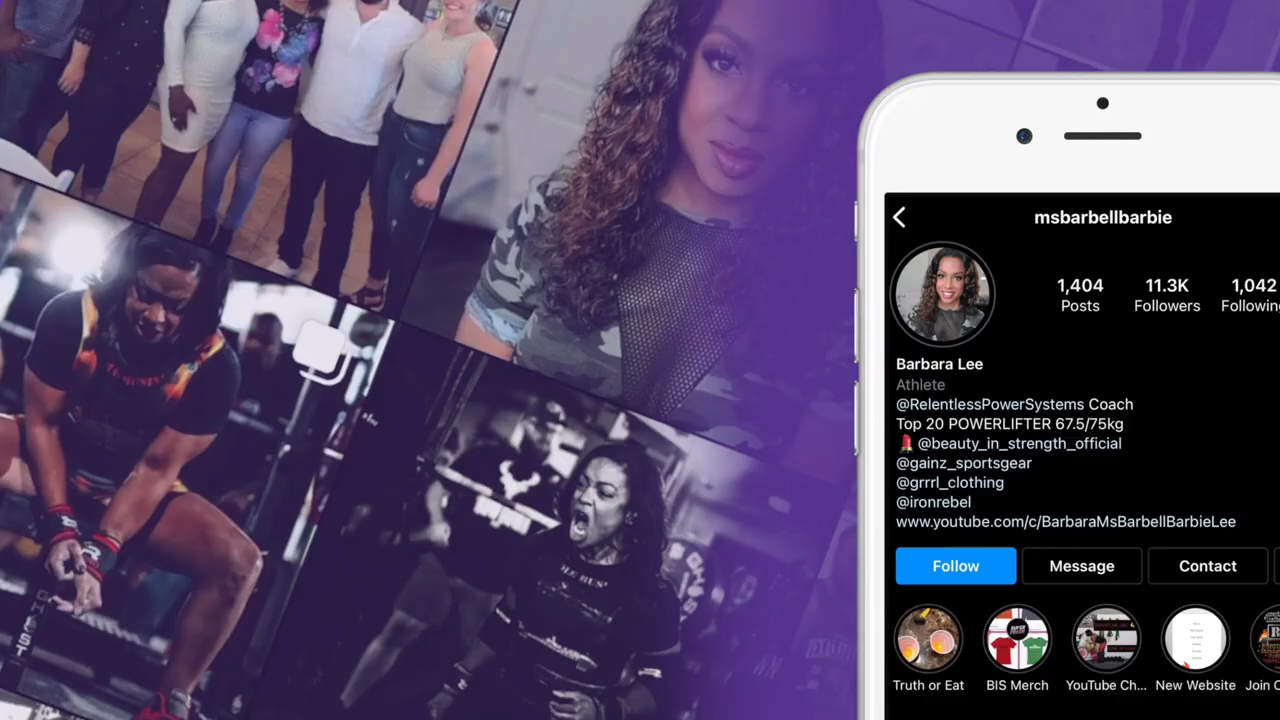 msbarbellbarbie
1,404
11.3K
1,042
Posts
Followers
Following
Barbara Lee
Athlete
@RelentlessPowerSystems Coach
Top 20 POWERLIFTER 67.5/75kg
💄 @beauty_in_strength_official
@gainz_sportsgear
@grrrl_clothing
@ironrebel
www.youtube.com/c/BarbaraMsBarbellBarbieLee
Follow
Message
Contact
Truth or Eat
BIS Merch
YouTube Ch...
New Website
Join